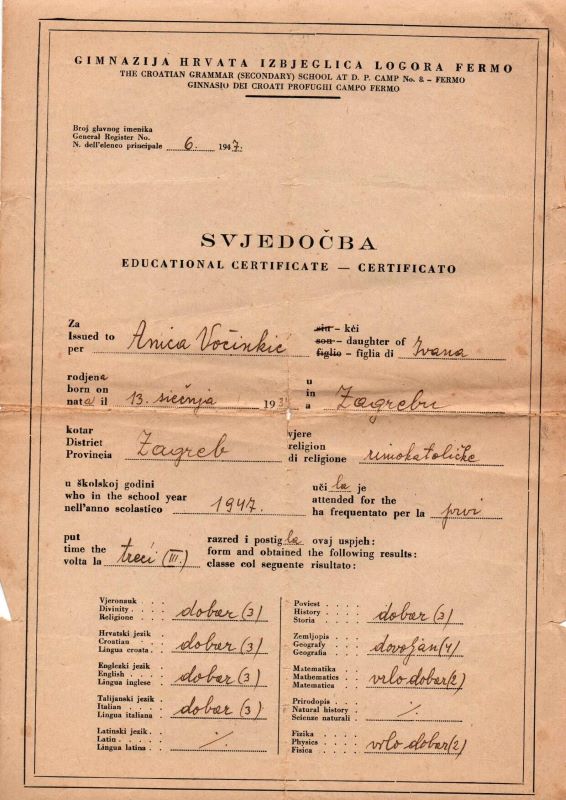 GIMNAZIJA HRVATA IZBJEGLICA LOGORA FERMO
THE CROATIAN GRAMMAR (SECONDARY) SCHOOL AT D. P. CAMP No. 8. – FERMO
GINNASIO DEI CROATI PROFUGHI CAMPO FERMO
Broj glavnog imenika
General Register No.
N. dell'elenco principale 6. 1947.
SVJEDOČBA
EDUCATIONAL CERTIFICATE — CERTIFICATO
Za
Issued to
per Anica Vočinkić
sin – kći
son – daughter of
figlio – figlia di Ivana
rodjena
born on
nata il 13. siečnja 193
u
in
a Zagrebu
kotar
District
Provincia Zagreb
vjere
religion
di religione rimokatoličke
u školskoj godini
who in the school year
nell'anno scolastico 1947.
uči la je
attended for the
ha frequentato per la prvi
put
time the
volta la treći (III.)
razred i postigla ovaj uspjeh:
form and obtained the following results:
classe col seguente risultato:
Vjeronauk
Divinity
Religione dobar (3)
Hrvatski jezik
Croatian
Lingua croata dobar (3)
Englezki jezik
English
Lingua inglese dobar (3)
Talijanski jezik
Italian
Lingua italiana dobar (3)
Latinski jezik
Latin
Lingua latina ·/·
Poviest
History
Storia dobar (3)
Zemljopis
Geografy
Geografia dovoljan (4)
Matematika
Mathematics
Matematica vrlo dobar (2)
Prirodopis
Natural history
Scienze naturali ·/·
Fizika
Physics
Fisica vrlo dobar (2)